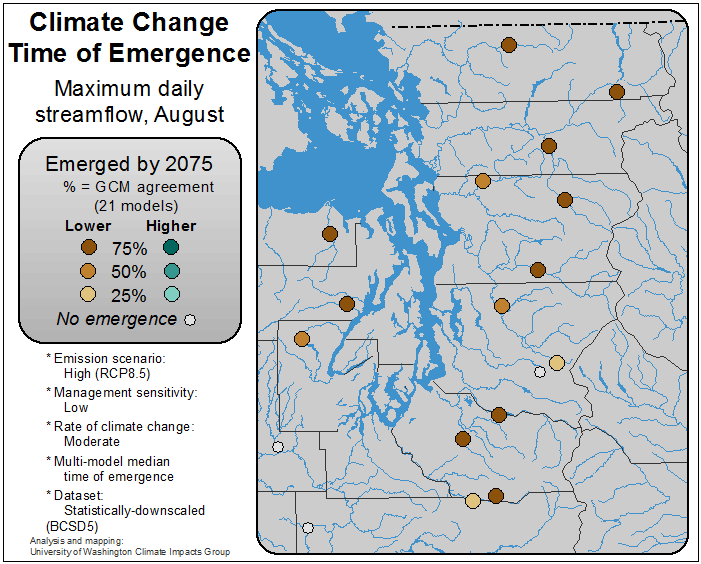 Climate Change
Time of Emergence
Maximum daily
streamflow, August
Emerged by 2075
% = GCM agreement
(21 models)
Lower Higher
75%
50%
25%
No emergence
* Emission scenario:
High (RCP8.5)
* Management sensitivity:
Low
* Rate of climate change:
Moderate
* Multi-model median
time of emergence
* Dataset:
Statistically-downscaled
(BCSD5)
Analysis and mapping:
University of Washington Climate Impacts Group